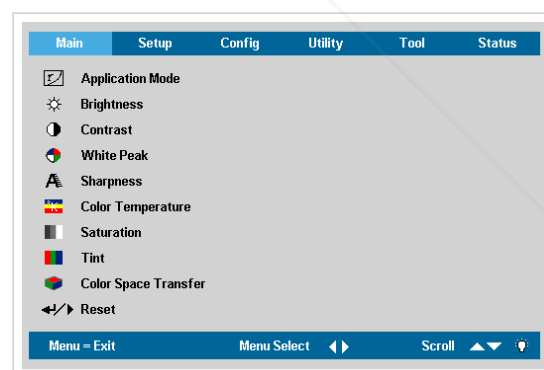 Main Setup Config Utility Tool Status
Application Mode
Brightness
Contrast
White Peak
Sharpness
Color Temperature
Saturation
Tint
Color Space Transfer
Reset
Menu = Exit Menu Select Scroll